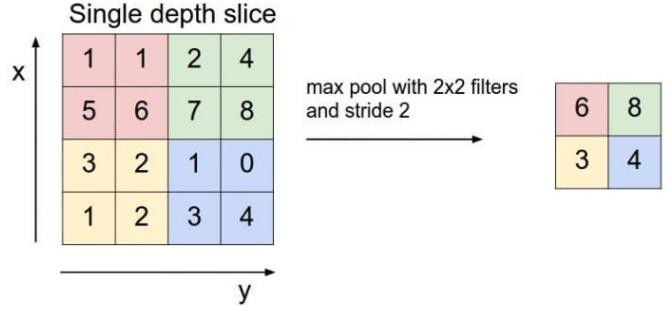 Single depth slice
x
1 1 2 4
5 6 7 8
3 2 1 0
1 2 3 4
y
max pool with 2x2 filters
and stride 2
6 8
3 4